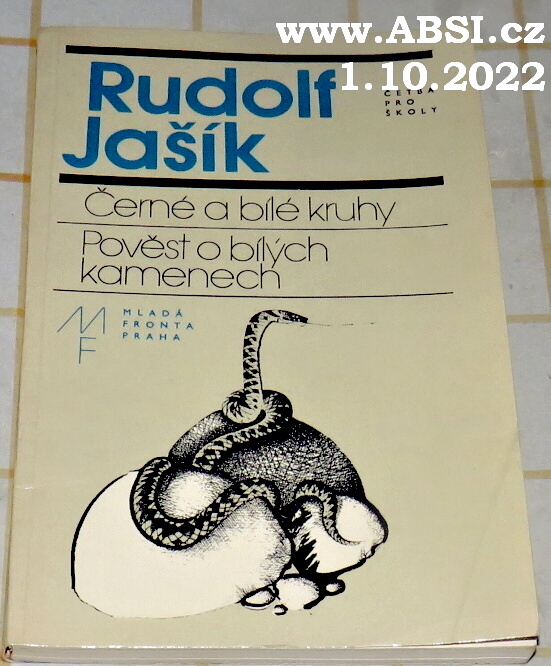 www.ABSI.cz
1.10.2022
Rudolf
Jašík
ČETBA
PRO
ŠKOLY
Černé a bílé kruhy
Pověst o bílých
kamenech
MF
MLADÁ
FRONTA
PRAHA